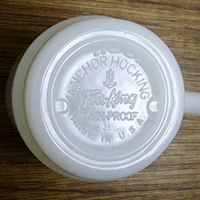 ANCHOR HOCKING
Fire-King
OVEN-PROOF
MADE IN U.S.A.